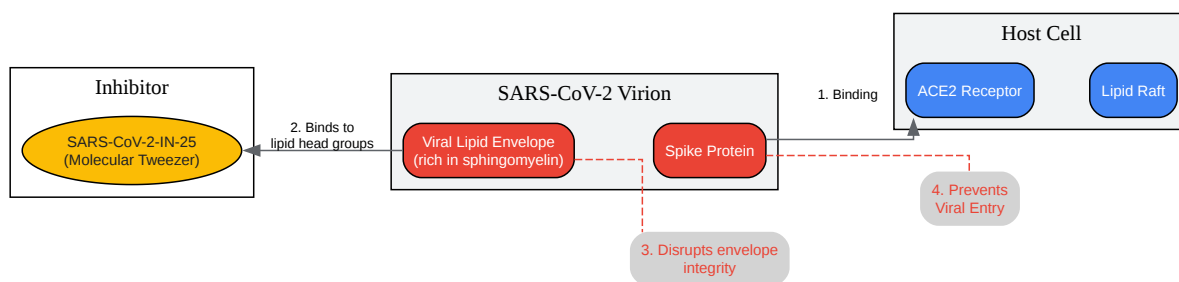 Inhibitor
SARS-CoV-2-IN-25
(Molecular Tweezer)
2. Binds to
lipid head groups
SARS-CoV-2 Virion
Viral Lipid Envelope
(rich in sphingomyelin)
Spike Protein
1. Binding
Host Cell
ACE2 Receptor
Lipid Raft
3. Disrupts envelope
integrity
4. Prevents
Viral Entry